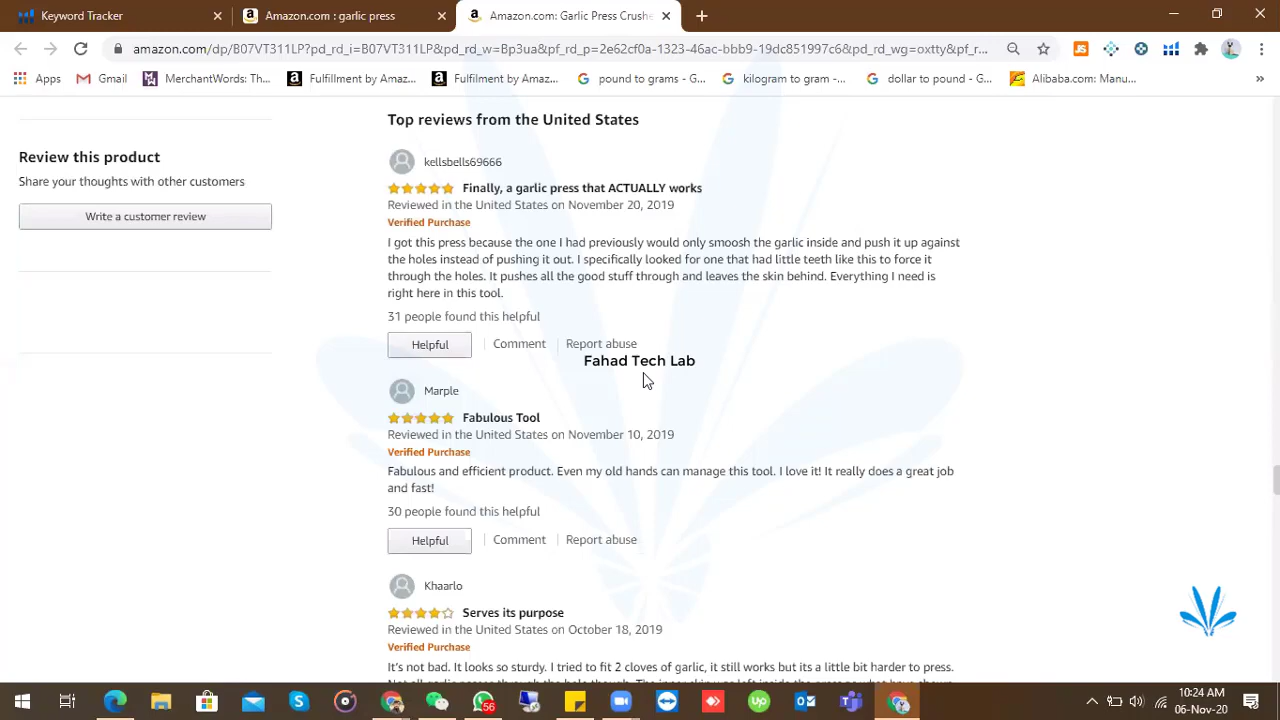 Keyword Tracker
Amazon.com : garlic press
Amazon.com: Garlic Press Crushe
amazon.com/dp/B07VT311LP?pd_rd_i=B07VT311LP&pd_rd_w=Bp3ua&pf_rd_p=2e62cf0a-1323-46ac-bbb9-19dc851997c6&pd_rd_wg=oxtty&pf_r...
Apps
Gmail
MerchantWords: Th...
Fulfillment by Amaz...
Fulfilment by Amaz...
pound to grams - G...
kilogram to gram -...
dollar to pound - G...
Alibaba.com: Manu...
Top reviews from the United States
Review this product
Share your thoughts with other customers
Write a customer review
kellsbells69666
Finally, a garlic press that ACTUALLY works
Reviewed in the United States on November 20, 2019
Verified Purchase
I got this press because the one I had previously would only smoosh the garlic inside and push it up against
the holes instead of pushing it out. I specifically looked for one that had little teeth like this to force it
through the holes. It pushes all the good stuff through and leaves the skin behind. Everything I need is
right here in this tool.
31 people found this helpful
Helpful
Comment
Report abuse
Fahad Tech Lab
Marple
Fabulous Tool
Reviewed in the United States on November 10, 2019
Verified Purchase
Fabulous and efficient product. Even my old hands can manage this tool. I love it! It really does a great job
and fast!
30 people found this helpful
Helpful
Comment
Report abuse
Khaarlo
Serves its purpose
Reviewed in the United States on October 18, 2019
Verified Purchase
It's not bad. It looks so sturdy. I tried to fit 2 cloves of garlic, it still works but its a little bit harder to press.
56
10:24 AM
06-Nov-20